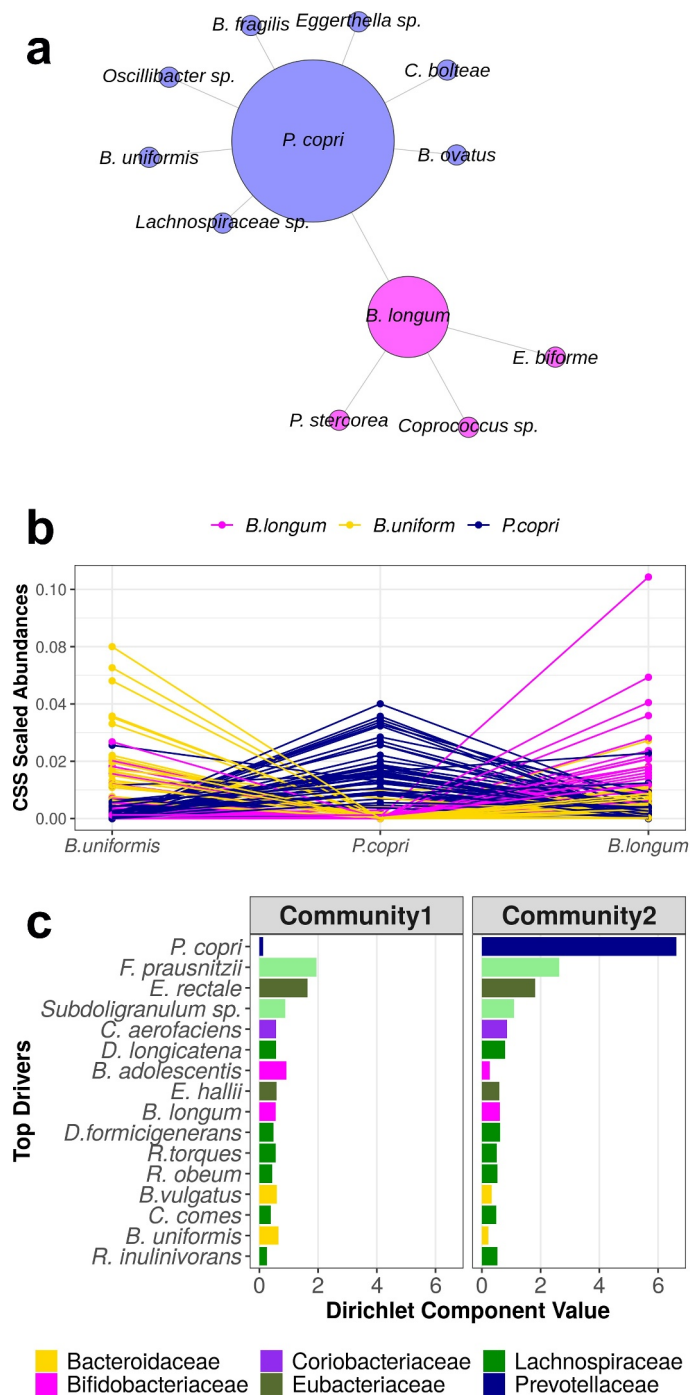 a
B. fragilis Eggerthella sp.
Oscillibacter sp. C. bolteae
P. copri
B. uniformis B. ovatus
Lachnospiraceae sp.
B. longum
E. biforme
P. stercorea Coprococcus sp.
b
B.longum B.uniform P.copri
CSS Scaled Abundances
0.10
0.08
0.04
0.02
0.00
B.uniformis P.copri B.longum
c
Community1 Community2
Top Drivers
P. copri
F. prausnitzii
E. rectale
Subdoligranulum sp.
C. aerofaciens
D. longicatena
B. adolescentis
E. hallii
B. longum
D.formicigenerans
R.torques
R. obeum
B.vulgatus
C. comes
B. uniformis
R. inulinivorans
0 2 4 6 0 2 4 6
Dirichlet Component Value
Bacteroidaceae Coriobacteriaceae Lachnospiraceae
Bifidobacteriaceae Eubacteriaceae Prevotellaceae